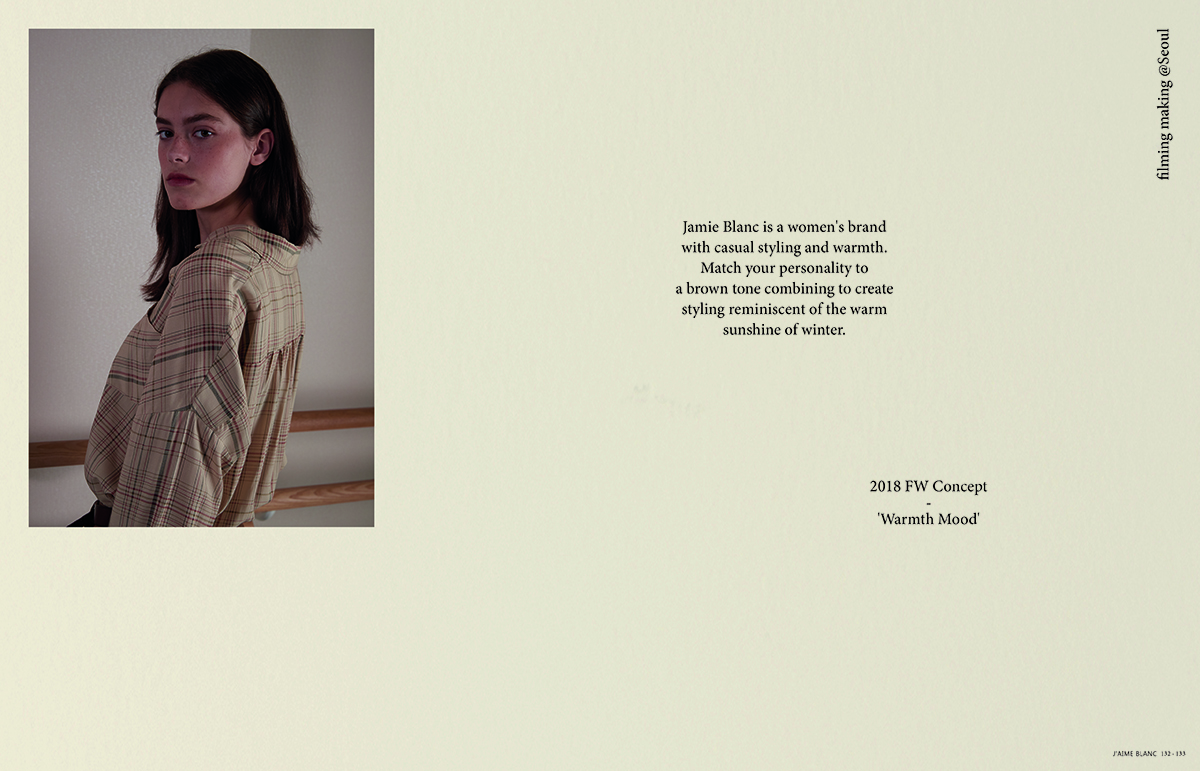 filming making @Seoul
Jamie Blanc is a women's brand
with casual styling and warmth.
Match your personality to
a brown tone combining to create
styling reminiscent of the warm
sunshine of winter.
2018 FW Concept
-
'Warmth Mood'
J'AIME BLANC 132-133